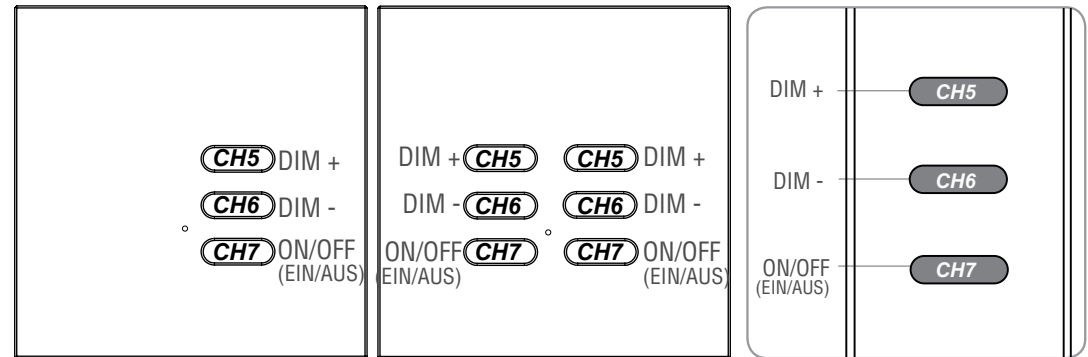 CH5 DIM +
CH6 DIM -
CH7 ON/OFF
(EIN/AUS)
DIM + CH5 CH5 DIM +
DIM - CH6 CH6 DIM -
ON/OFF CH7 CH7 ON/OFF
(EIN/AUS) (EIN/AUS)
DIM + CH5
DIM - CH6
ON/OFF CH7
(EIN/AUS)